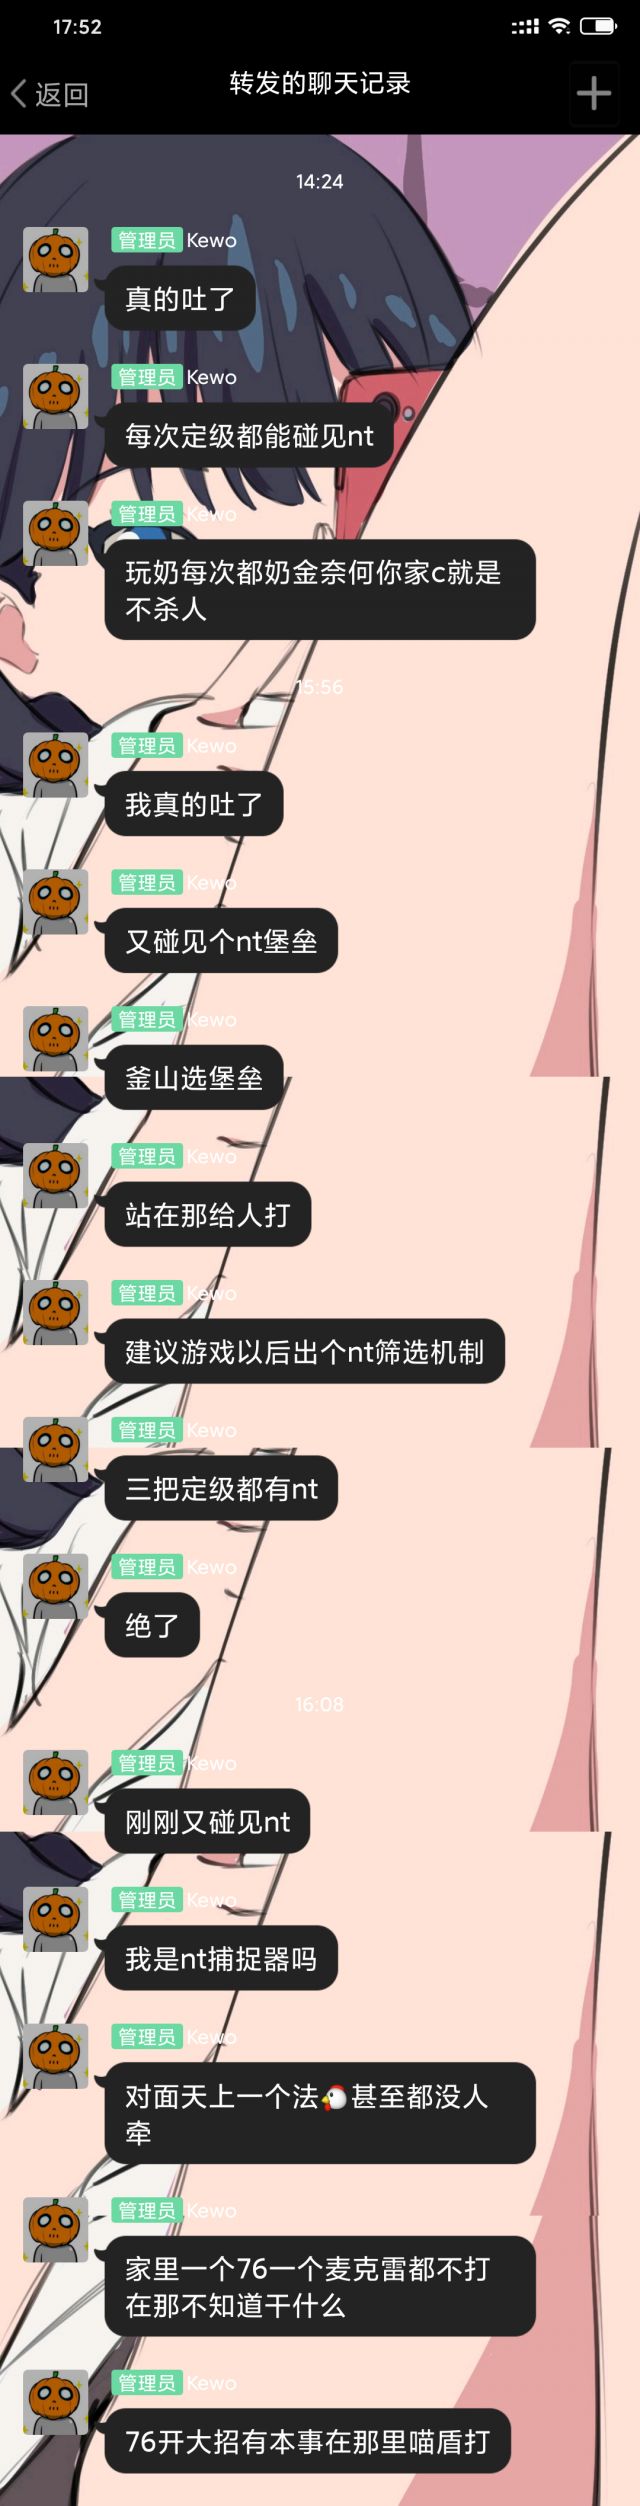 17:52
返回
转发的聊天记录
14:24
管理员 Kewo
真的吐了
管理员 Kewo
每次定级都能碰见nt
管理员 Kewo
玩奶每次都奶金奈何你家c就是
不杀人
15:56
管理员 Kewo
我真的吐了
管理员 Kewo
又碰见个nt堡垒
管理员 Kewo
釜山选堡垒
管理员 Kewo
站在那给人打
管理员 Kewo
建议游戏以后出个nt筛选机制
管理员 Kewo
三把定级都有nt
管理员 Kewo
绝了
16:08
管理员 Kewo
刚刚又碰见nt
管理员 Kewo
我是nt捕捉器吗
管理员 Kewo
对面天上一个法🐔甚至都没人
牵
管理员 Kewo
家里一个76一个麦克雷都不打
在那不知道干什么
管理员 Kewo
76开大招有本事在那里喵盾打